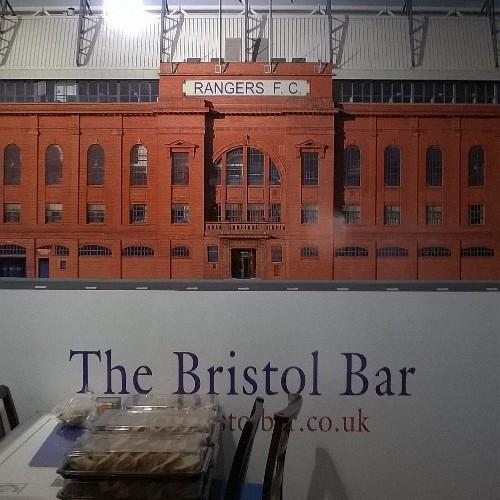 RANGERS F.C.
The Bristol Bar
.co.uk